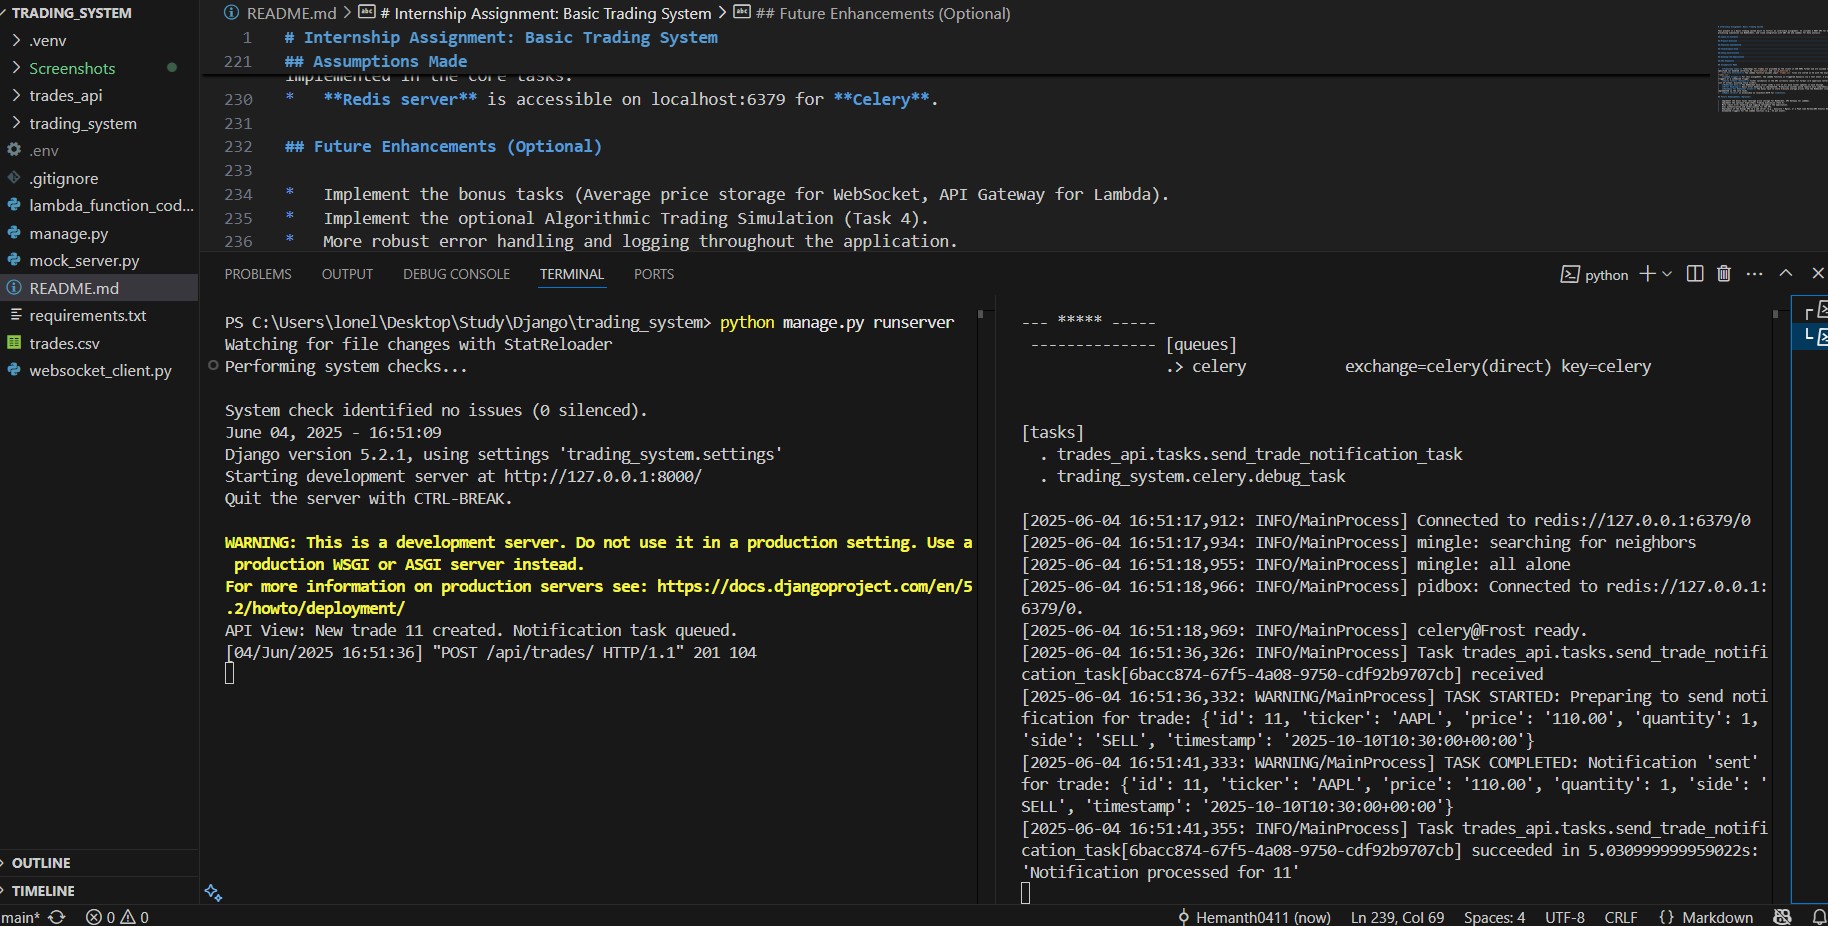 TRADING_SYSTEM
.venv
Screenshots
trades_api
trading_system
.env
.gitignore
lambda_function_cod...
manage.py
mock_server.py
README.md
requirements.txt
trades.csv
websocket_client.py
OUTLINE
TIMELINE
README.md > # Internship Assignment: Basic Trading System > ## Future Enhancements (Optional)
1 # Internship Assignment: Basic Trading System
221 ## Assumptions Made
implemented in the core tasks.
230 * **Redis server** is accessible on localhost:6379 for **Celery**.
231
232 ## Future Enhancements (Optional)
233
234 * Implement the bonus tasks (Average price storage for WebSocket, API Gateway for Lambda).
235 * Implement the optional Algorithmic Trading Simulation (Task 4).
236 * More robust error handling and logging throughout the application.
PROBLEMS OUTPUT DEBUG CONSOLE TERMINAL PORTS
python
PS C:\Users\lonel\Desktop\Study\Django\trading_system> python manage.py runserver
Watching for file changes with StatReloader
Performing system checks...
System check identified no issues (0 silenced).
June 04, 2025 - 16:51:09
Django version 5.2.1, using settings 'trading_system.settings'
Starting development server at http://127.0.0.1:8000/
Quit the server with CTRL-BREAK.
WARNING: This is a development server. Do not use it in a production setting. Use a
production WSGI or ASGI server instead.
For more information on production servers see: https://docs.djangoproject.com/en/5
.2/howto/deployment/
API View: New trade 11 created. Notification task queued.
[04/Jun/2025 16:51:36] "POST /api/trades/ HTTP/1.1" 201 104
--- ***** -----
-------------- [queues]
.> celery exchange=celery(direct) key=celery
[tasks]
. trades_api.tasks.send_trade_notification_task
. trading_system.celery.debug_task
[2025-06-04 16:51:17,912: INFO/MainProcess] Connected to redis://127.0.0.1:6379/0
[2025-06-04 16:51:17,934: INFO/MainProcess] mingle: searching for neighbors
[2025-06-04 16:51:18,955: INFO/MainProcess] mingle: all alone
[2025-06-04 16:51:18,966: INFO/MainProcess] pidbox: Connected to redis://127.0.0.1:
6379/0.
[2025-06-04 16:51:18,969: INFO/MainProcess] celery@Frost ready.
[2025-06-04 16:51:36,326: INFO/MainProcess] Task trades_api.tasks.send_trade_notifi
cation_task[6bacc874-67f5-4a08-9750-cdf92b9707cb] received
[2025-06-04 16:51:36,332: WARNING/MainProcess] TASK STARTED: Preparing to send noti
fication for trade: {'id': 11, 'ticker': 'AAPL', 'price': '110.00', 'quantity': 1,
'side': 'SELL', 'timestamp': '2025-10-10T10:30:00+00:00'}
[2025-06-04 16:51:41,333: WARNING/MainProcess] TASK COMPLETED: Notification 'sent'
for trade: {'id': 11, 'ticker': 'AAPL', 'price': '110.00', 'quantity': 1, 'side': '
SELL', 'timestamp': '2025-10-10T10:30:00+00:00'}
[2025-06-04 16:51:41,355: INFO/MainProcess] Task trades_api.tasks.send_trade_notifi
cation_task[6bacc874-67f5-4a08-9750-cdf92b9707cb] succeeded in 5.030999999959022s:
'Notification processed for 11'
main* 0 0 Hemanth0411 (now) Ln 239, Col 69 Spaces: 4 UTF-8 CRLF {} Markdown